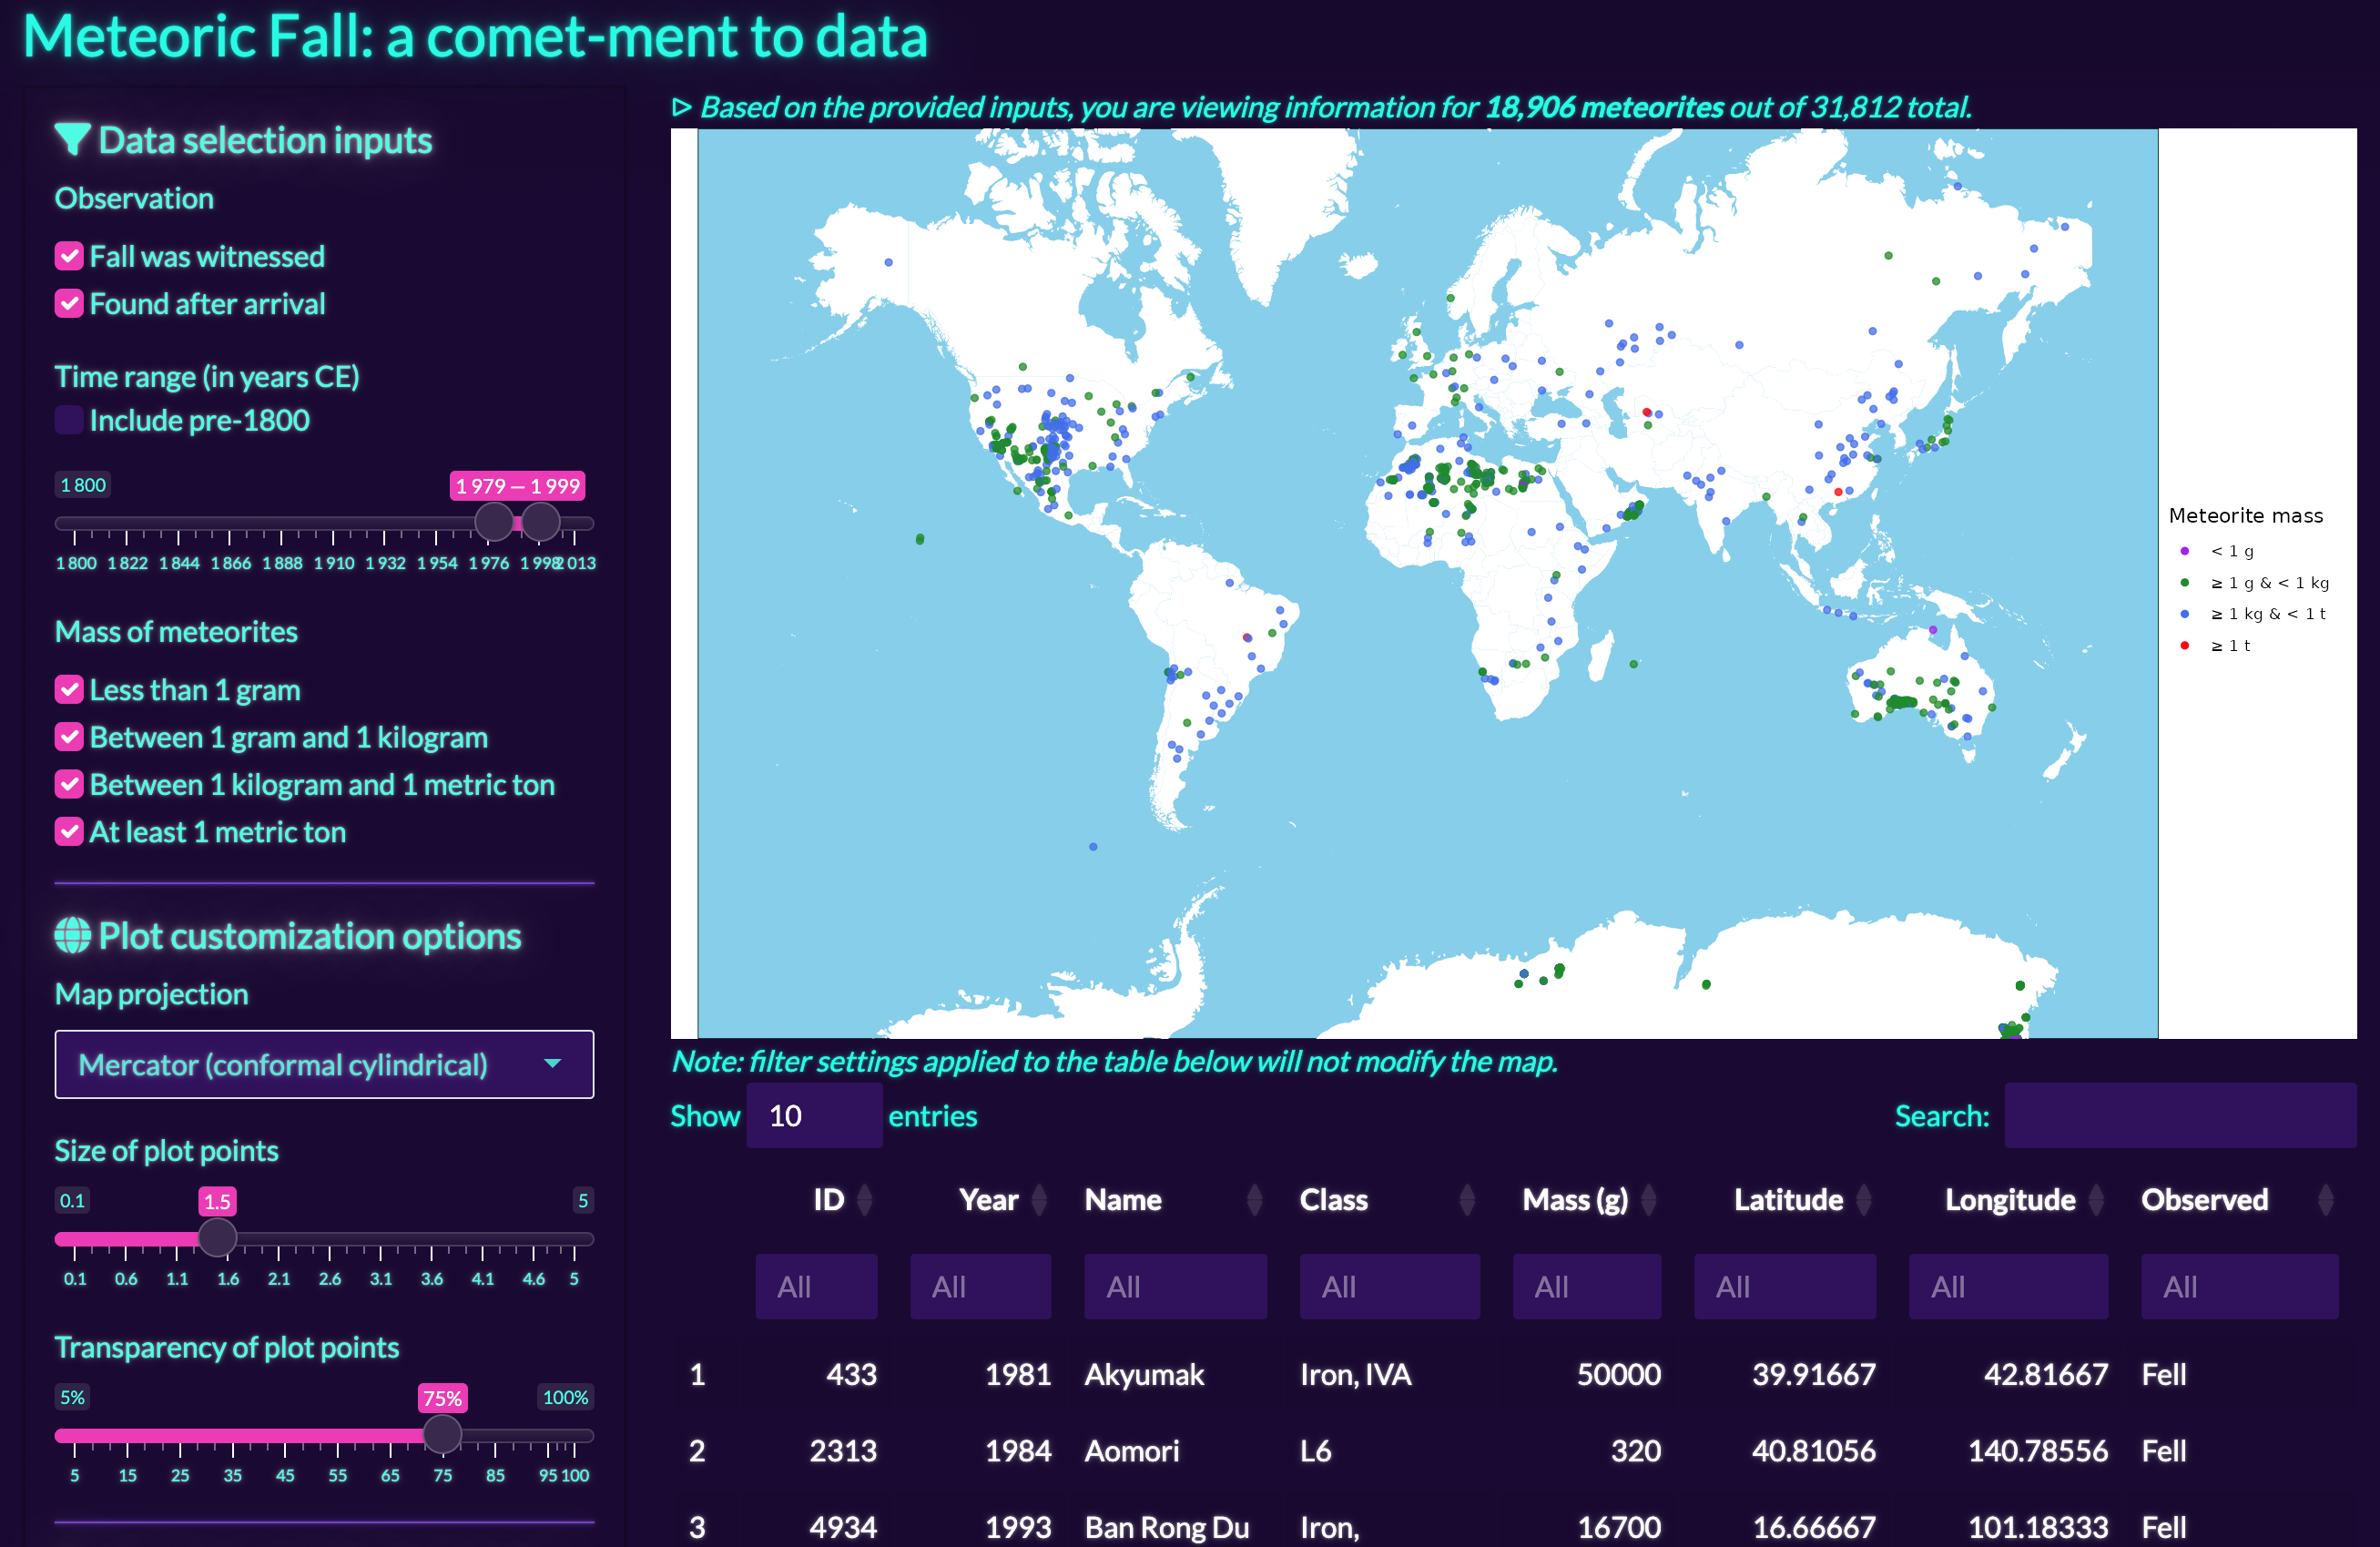 Meteoric Fall: a comet-ment to data
Data selection inputs
Observation
Fall was witnessed
Found after arrival
Time range (in years CE)
Include pre-1800
1 800
1 979 — 1 999
1 800 1 822 1 844 1 866 1 888 1 910 1 932 1 954 1 976 1 998 2 013
Mass of meteorites
Less than 1 gram
Between 1 gram and 1 kilogram
Between 1 kilogram and 1 metric ton
At least 1 metric ton
Plot customization options
Map projection
Mercator (conformal cylindrical)
Size of plot points
0.1 1.5 5
0.1 0.6 1.1 1.6 2.1 2.6 3.1 3.6 4.1 4.6 5
Transparency of plot points
5% 75% 100%
5 15 25 35 45 55 65 75 85 95 100
Based on the provided inputs, you are viewing information for 18,906 meteorites out of 31,812 total.
Meteorite mass
< 1 g
≥ 1 g & < 1 kg
≥ 1 kg & < 1 t
≥ 1 t
Note: filter settings applied to the table below will not modify the map.
Show 10 entries
Search:
ID Year Name Class Mass (g) Latitude Longitude Observed
All All All All All All All All
1 433 1981 Akyumak Iron, IVA 50000 39.91667 42.81667 Fell
2 2313 1984 Aomori L6 320 40.81056 140.78556 Fell
3 4934 1993 Ban Rong Du Iron, 16700 16.66667 101.18333 Fell